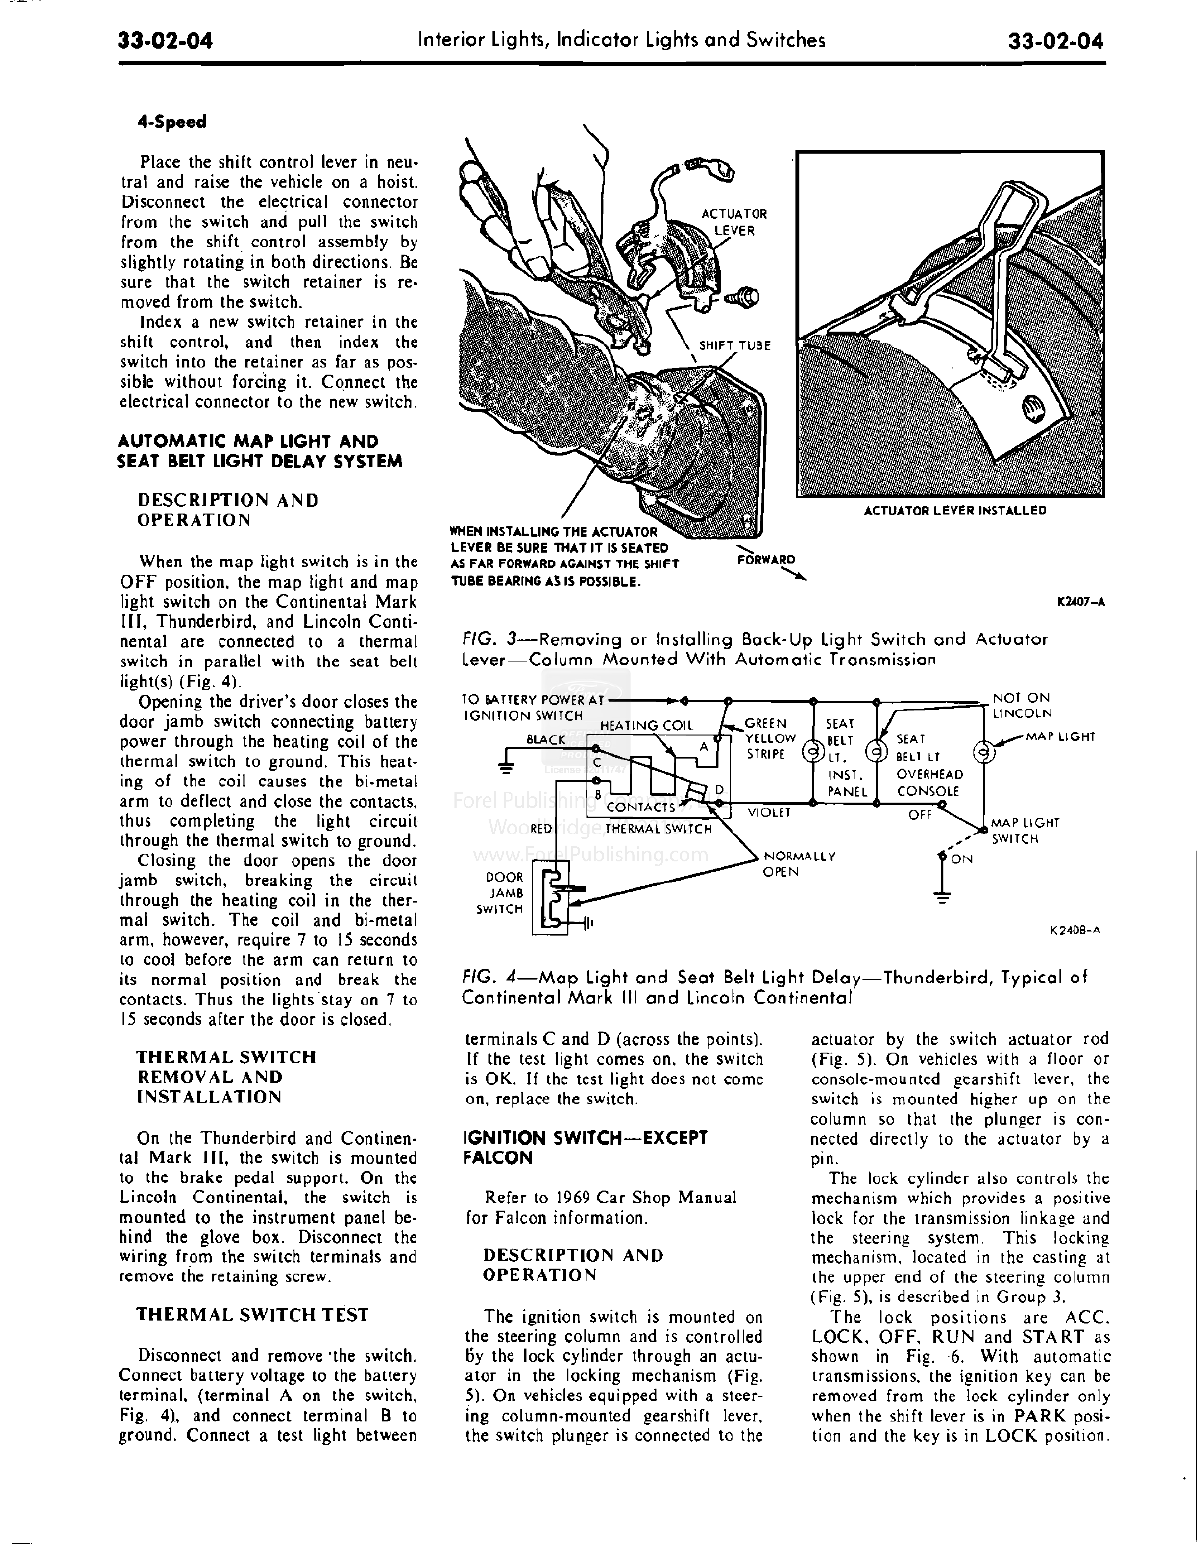 33-02-04
Interior Lights, Indicator Lights and Switches
33-02-04
4-Speed
Place the shift control lever in neu-
tral and raise the vehicle on a hoist.
Disconnect the electrical connector
from the switch and pull the switch
from the shift control assembly by
slightly rotating in both directions. Be
sure that the switch retainer is re-
moved from the switch.
Index a new switch retainer in the
shift control, and then index the
switch into the retainer as far as pos-
sible without forcing it. Connect the
electrical connector to the new switch.
AUTOMATIC MAP LIGHT AND
SEAT BELT LIGHT DELAY SYSTEM
DESCRIPTION AND
OPERATION
When the map light switch is in the
OFF position, the map light and map
light switch on the Continental Mark
III, Thunderbird, and Lincoln Conti-
nental are connected to a thermal
switch in parallel with the seat belt
light(s) (Fig. 4).
Opening the driver's door closes the
door jamb switch connecting battery
power through the heating coil of the
thermal switch to ground. This heat-
ing of the coil causes the bi-metal
arm to deflect and close the contacts,
thus completing the light circuit
through the thermal switch to ground.
Closing the door opens the door
jamb switch, breaking the circuit
through the heating coil in the ther-
mal switch. The coil and bi-metal
arm, however, require 7 to 15 seconds
to cool before the arm can return to
its normal position and break the
contacts. Thus the lights stay on 7 to
15 seconds after the door is closed.
THERMAL SWITCH
REMOVAL AND
INSTALLATION
On the Thunderbird and Continen-
tal Mark III, the switch is mounted
to the brake pedal support. On the
Lincoln Continental, the switch is
mounted to the instrument panel be-
hind the glove box. Disconnect the
wiring from the switch terminals and
remove the retaining screw.
THERMAL SWITCH TEST
Disconnect and remove the switch.
Connect battery voltage to the battery
terminal, (terminal A on the switch,
Fig. 4), and connect terminal B to
ground. Connect a test light between
ACTUATOR
LEVER
SHIFT TUBE
WHEN INSTALLING THE ACTUATOR
LEVER BE SURE THAT IT IS SEATED
AS FAR FORWARD AGAINST THE SHIFT
TUBE BEARING AS IS POSSIBLE.
FORWARD
ACTUATOR LEVER INSTALLED
K2407-A
FIG. 3—Removing or Installing Back-Up Light Switch and Actuator
Lever—Column Mounted With Automatic Transmission
TO BATTERY POWER AT
IGNITION SWITCH
HEATING COIL
BLACK
A
C
B
D
CONTACTS
THERMAL SWITCH
RED
DOOR
JAMB
SWITCH
GREEN
YELLOW
STRIPE
VIOLET
NORMALLY
OPEN
SEAT
BELT
LT.
INST.
PANEL
SEAT
BELT LT
OVERHEAD
CONSOLE
NOT ON
LINCOLN
MAP LIGHT
OFF
MAP LIGHT
SWITCH
ON
K2408-A
Forel Publishing
www.ForelPublishing.com
FIG. 4—Map Light and Seat Belt Light Delay—Thunderbird, Typical of
Continental Mark III and Lincoln Continental
terminals C and D (across the points).
If the test light comes on, the switch
is OK. If the test light does not come
on, replace the switch.
IGNITION SWITCH—EXCEPT
FALCON
Refer to 1969 Car Shop Manual
for Falcon information.
DESCRIPTION AND
OPERATION
The ignition switch is mounted on
the steering column and is controlled
by the lock cylinder through an actu-
ator in the locking mechanism (Fig.
5). On vehicles equipped with a steer-
ing column-mounted gearshift lever,
the switch plunger is connected to the
actuator by the switch actuator rod
(Fig. 5). On vehicles with a floor or
console-mounted gearshift lever, the
switch is mounted higher up on the
column so that the plunger is con-
nected directly to the actuator by a
pin.
The lock cylinder also controls the
mechanism which provides a positive
lock for the transmission linkage and
the steering system. This locking
mechanism, located in the casting at
the upper end of the steering column
(Fig. 5), is described in Group 3.
The lock positions are ACC,
LOCK, OFF, RUN and START as
shown in Fig. 6. With automatic
transmissions, the ignition key can be
removed from the lock cylinder only
when the shift lever is in PARK posi-
tion and the key is in LOCK position.